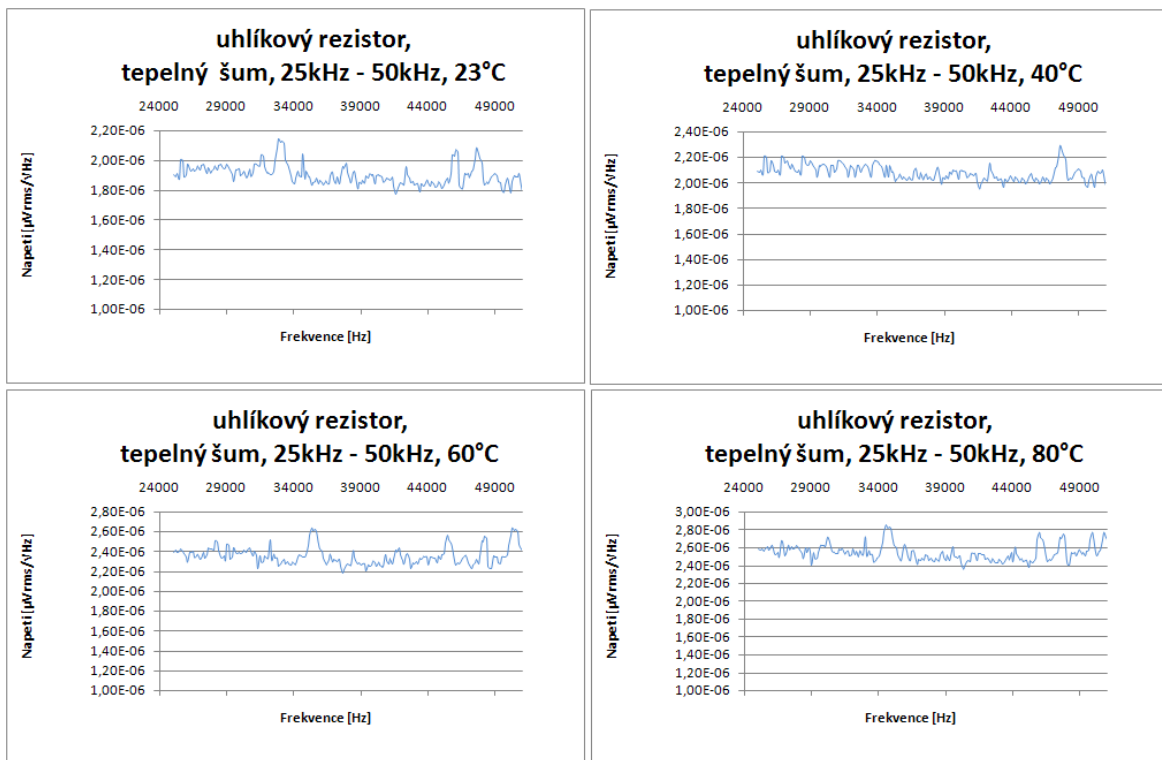 uhlíkový rezistor,
tepelný šum, 25kHz - 50kHz, 23°C
24000 29000 34000 39000 44000 49000
2,20E-06
2,00E-06
1,80E-06
1,60E-06
1,40E-06
1,20E-06
1,00E-06
Napeti [µVrms/√Hz]
Frekvence [Hz]
uhlíkový rezistor,
tepelný šum, 25kHz - 50kHz, 40°C
24000 29000 34000 39000 44000 49000
2,40E-06
2,20E-06
2,00E-06
1,80E-06
1,60E-06
1,40E-06
1,20E-06
1,00E-06
Napeti [µVrms/√Hz]
Frekvence [Hz]
uhlíkový rezistor,
tepelný šum, 25kHz - 50kHz, 60°C
24000 29000 34000 39000 44000 49000
2,80E-06
2,60E-06
2,40E-06
2,20E-06
2,00E-06
1,80E-06
1,60E-06
1,40E-06
1,20E-06
1,00E-06
Napeti [µVrms/√Hz]
Frekvence [Hz]
uhlíkový rezistor,
tepelný šum, 25kHz - 50kHz, 80°C
24000 29000 34000 39000 44000 49000
3,00E-06
2,80E-06
2,60E-06
2,40E-06
2,20E-06
2,00E-06
1,80E-06
1,60E-06
1,40E-06
1,20E-06
1,00E-06
Napeti [µVrms/√Hz]
Frekvence [Hz]